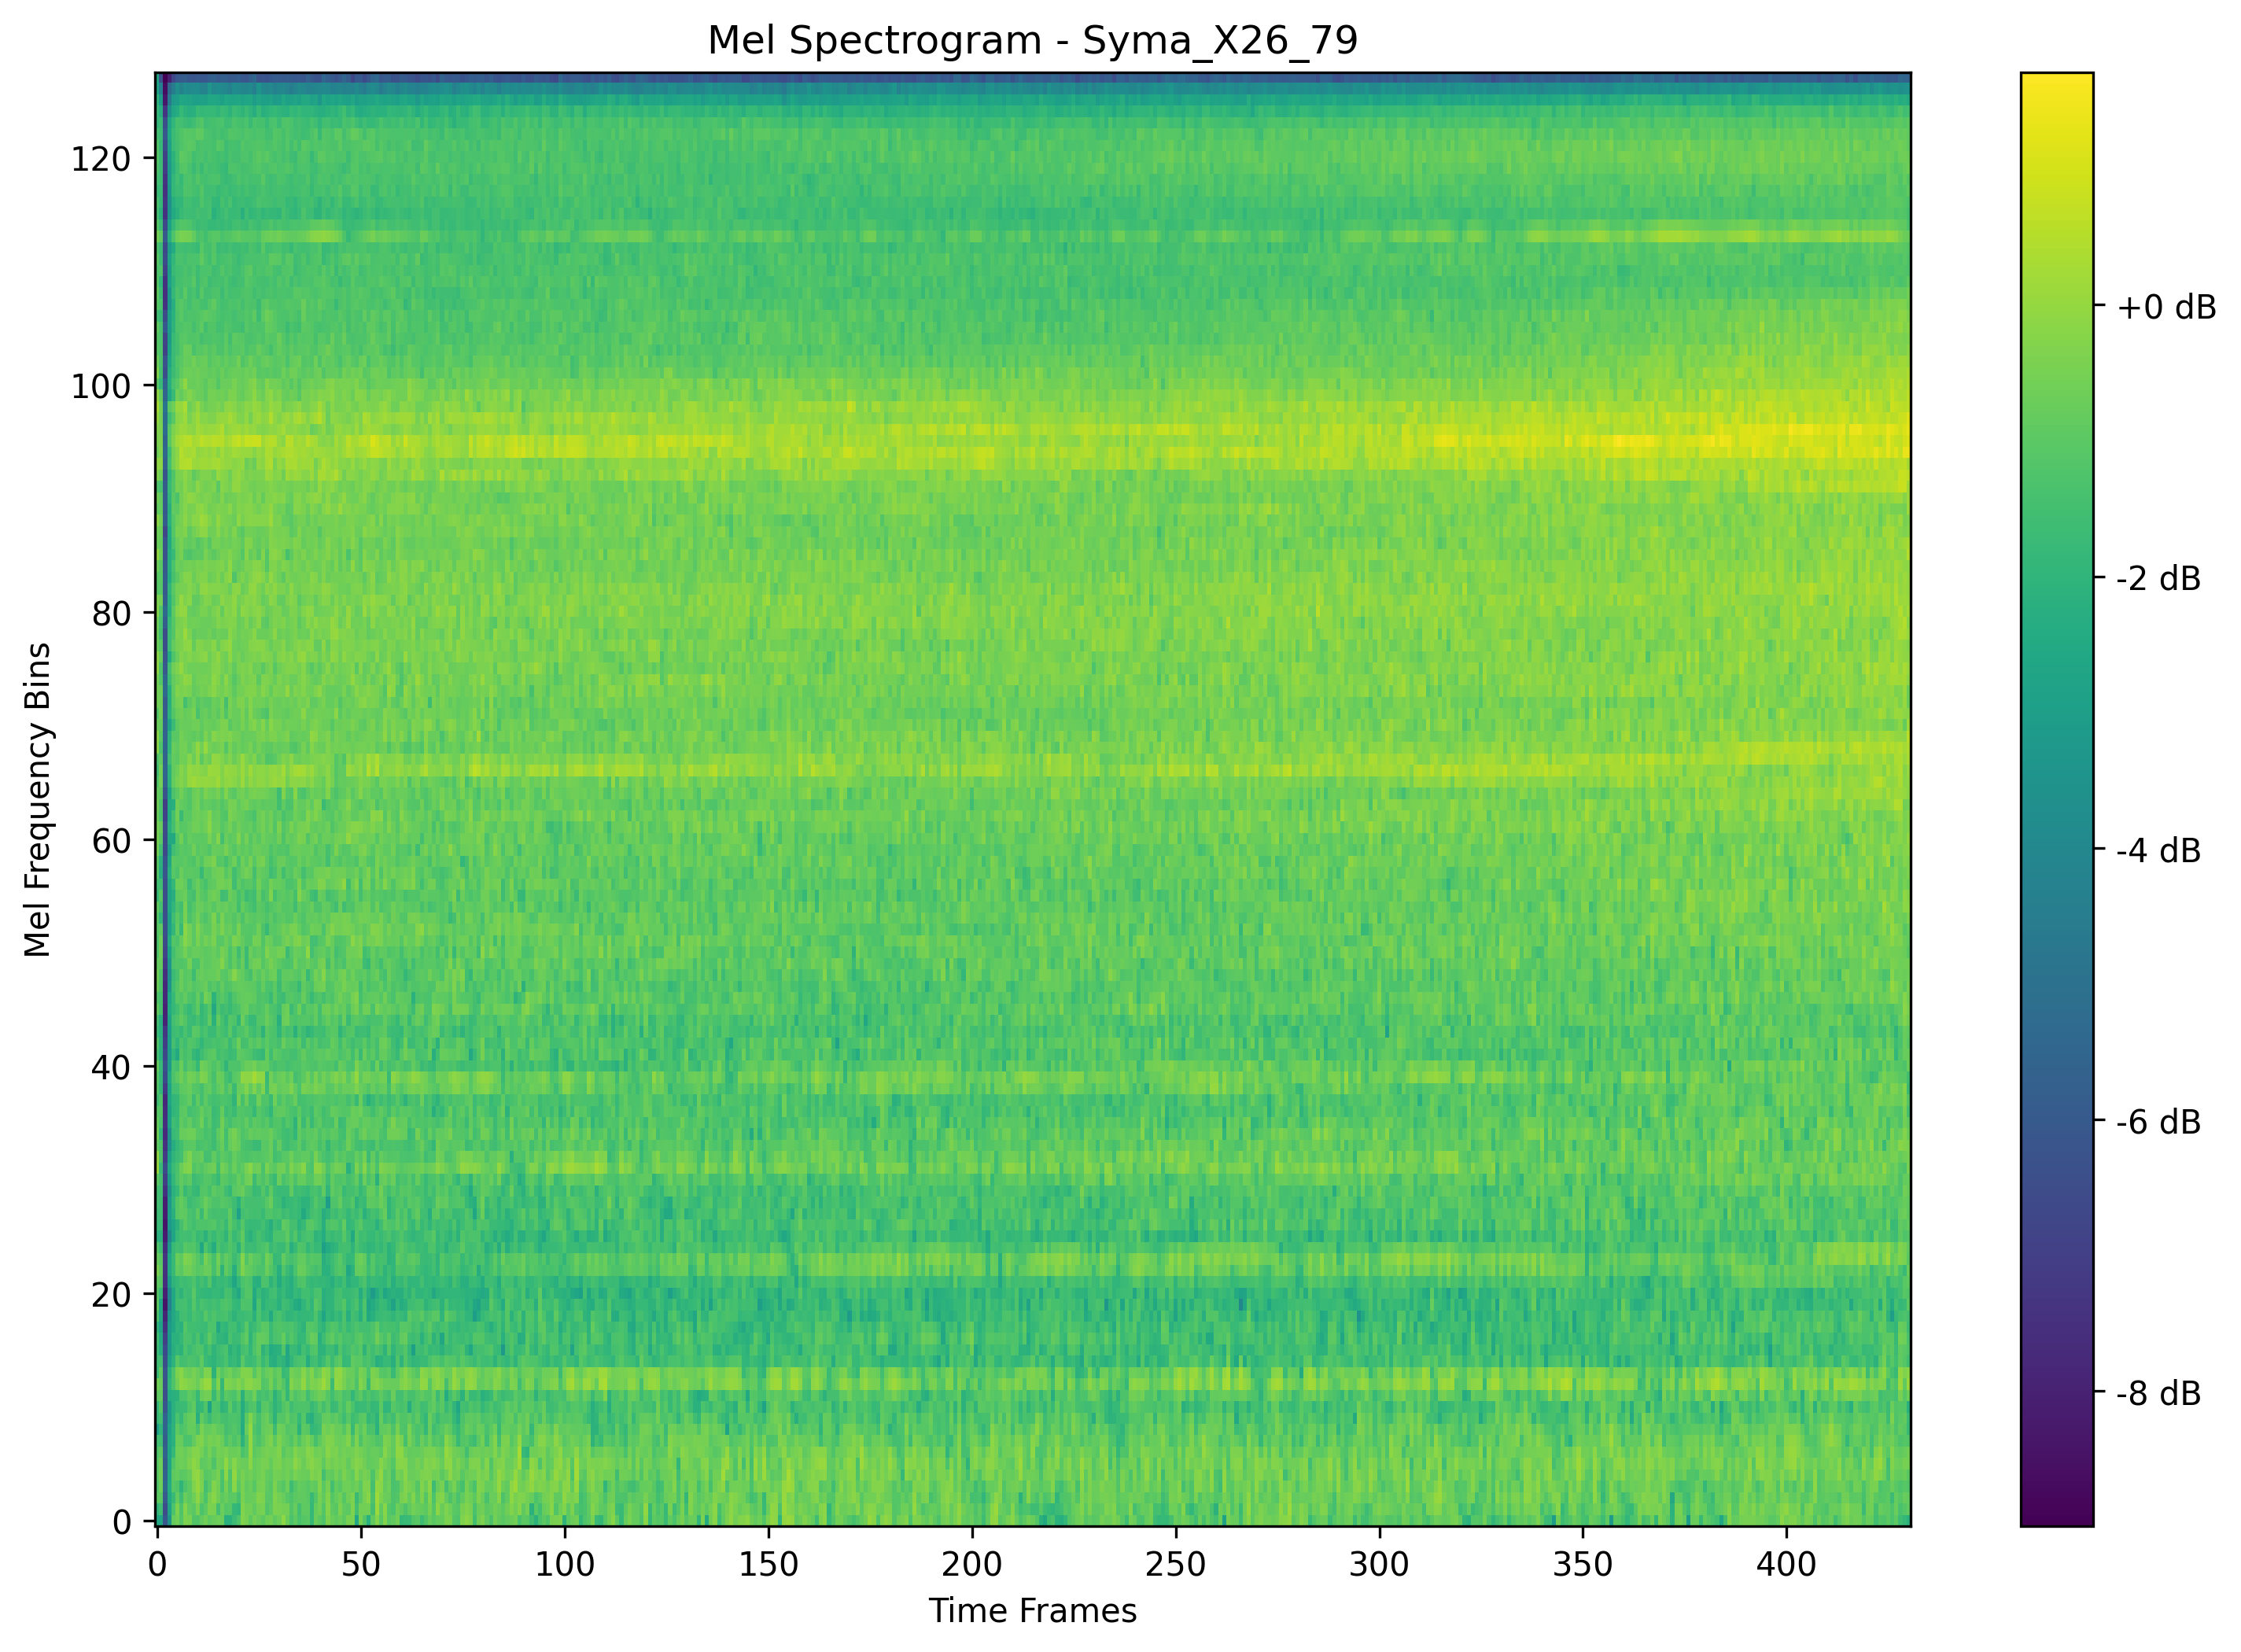 Mel Spectrogram - Syma_X26_79
120
100
80
60
40
20
0
Mel Frequency Bins
0 50 100 150 200 250 300 350 400
Time Frames
+0 dB
-2 dB
-4 dB
-6 dB
-8 dB